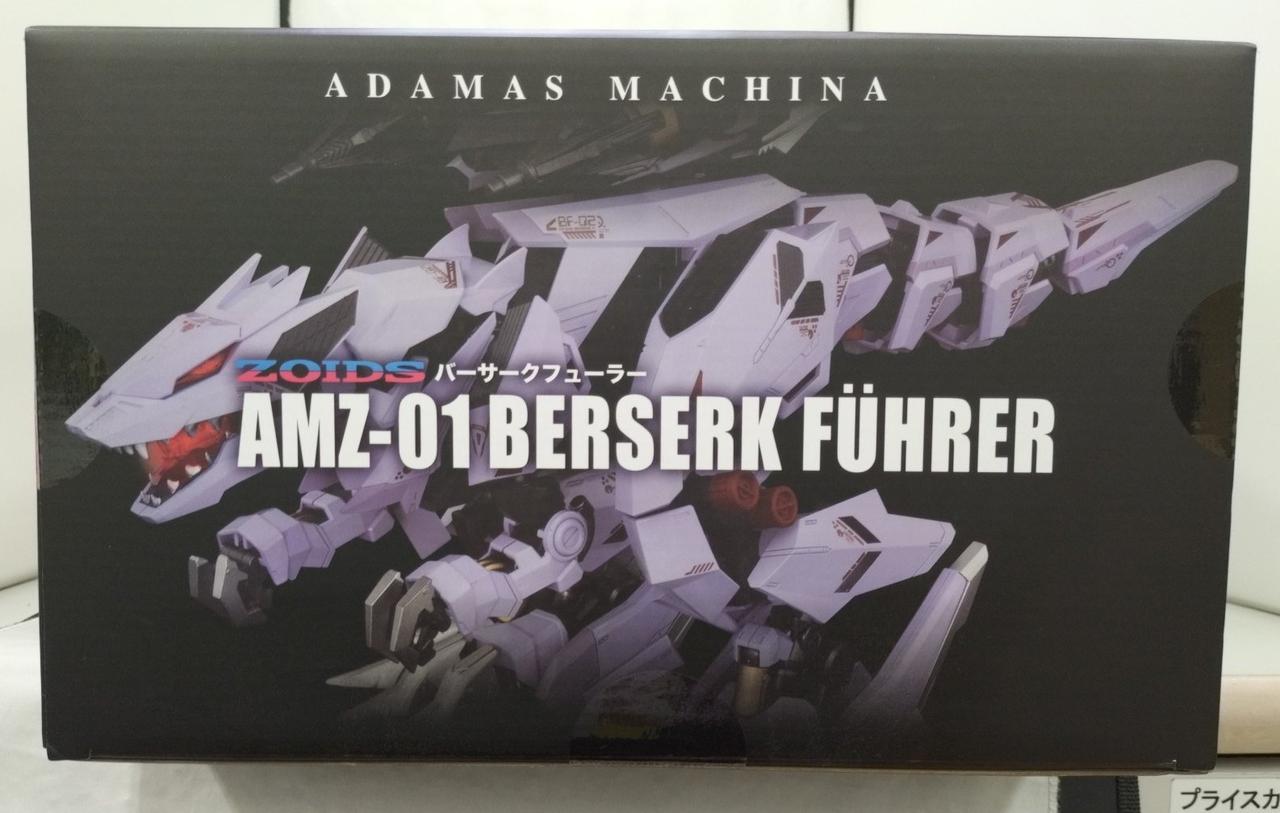 ADAMAS MACHINA
BF-02
ZOIDS バーサークフューラー
AMZ-01 BERSERK FÜHRER
プライスカ